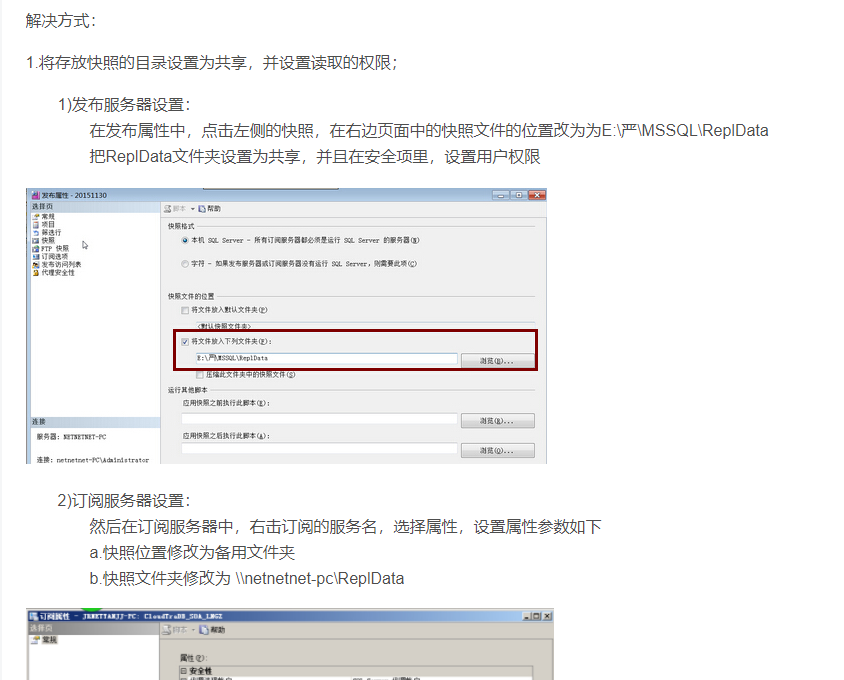 解决方式：
1.将存放快照的目录设置为共享，并设置读取的权限；
1)发布服务器设置：
在发布属性中，点击左侧的快照，在右边页面中的快照文件的位置改为为E:\严\MSSQL\ReplData
把ReplData文件夹设置为共享，并且在安全项里，设置用户权限
发布属性 - 20151130
选择页
常规
项目
筛选行
快照
FTP 快照
订阅选项
发布访问列表
代理安全性
脚本
帮助
快照格式
本机 SQL Server - 所有订阅服务器都必须是运行 SQL Server 的服务器(N)
字符 - 如果发布服务器或订阅服务器没有运行 SQL Server，则需要此项(C)
快照文件的位置
将文件放入默认文件夹(P)
<默认快照文件夹>
将文件放入下列文件夹(F)：
E:\严\MSSQL\ReplData
浏览(B)...
压缩此文件夹中的快照文件(S)
运行其他脚本
应用快照之前执行此脚本(E)：
浏览(R)...
应用快照之后执行此脚本(A)：
浏览(O)...
连接
服务器：NETNETNET-PC
连接：netnetnet-PC\Administrator
2)订阅服务器设置：
然后在订阅服务器中，右击订阅的服务名，选择属性，设置属性参数如下
a.快照位置修改为备用文件夹
b.快照文件夹修改为 \\netnetnet-pc\ReplData
选择页
常规
脚本
帮助
属性(P)：
安全性